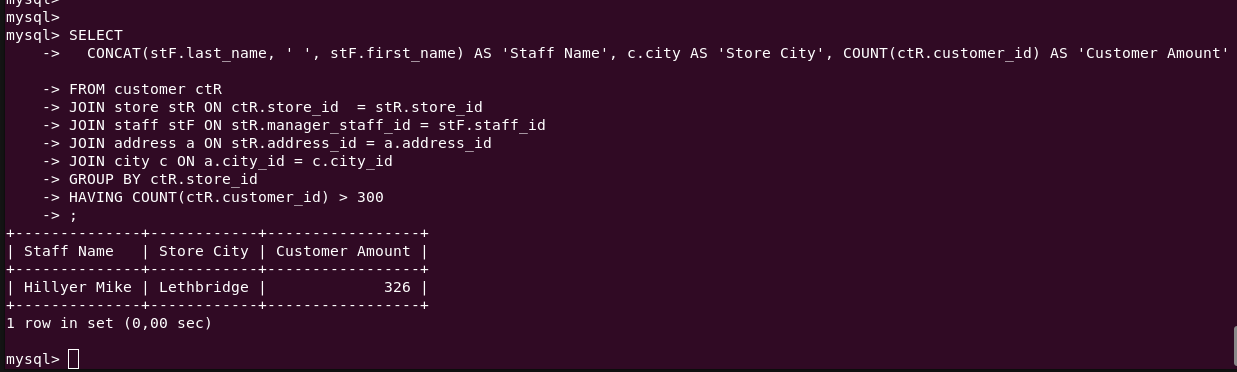 mysql>
mysql>
mysql> SELECT
    ->   CONCAT(stF.last_name, ' ', stF.first_name) AS 'Staff Name', c.city AS 'Store City', COUNT(ctR.customer_id) AS 'Customer Amount'
    -> FROM customer ctR
    -> JOIN store stR ON ctR.store_id  = stR.store_id
    -> JOIN staff stF ON stR.manager_staff_id = stF.staff_id
    -> JOIN address a ON stR.address_id = a.address_id
    -> JOIN city c ON a.city_id = c.city_id
    -> GROUP BY ctR.store_id
    -> HAVING COUNT(ctR.customer_id) > 300
    -> ;
+--------------+------------+-----------------+
| Staff Name   | Store City | Customer Amount |
+--------------+------------+-----------------+
| Hillyer Mike | Lethbridge |             326 |
+--------------+------------+-----------------+
1 row in set (0,00 sec)
mysql>